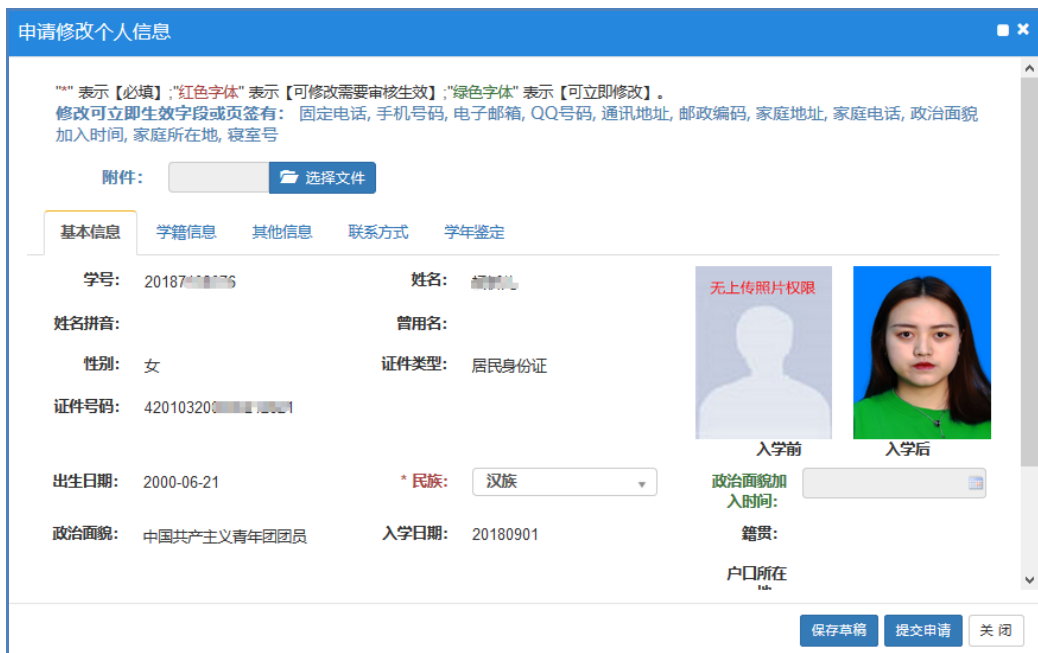 申请修改个人信息
"*" 表示【必填】;"红色字体" 表示【可修改需要审核生效】;"绿色字体" 表示【可立即修改】。
修改可立即生效字段或页签有： 固定电话, 手机号码, 电子邮箱, QQ号码, 通讯地址, 邮政编码, 家庭地址, 家庭电话, 政治面貌
加入时间, 家庭所在地, 寝室号
附件： 选择文件
基本信息 学籍信息 其他信息 联系方式 学年鉴定
学号： 姓名：
无上传照片权限
姓名拼音： 曾用名：
性别： 女 证件类型： 居民身份证
证件号码：
入学前 入学后
出生日期： 2000-06-21 * 民族： 汉族 政治面貌加
入时间：
政治面貌： 中国共产主义青年团团员 入学日期： 20180901 籍贯：
户口所在
保存草稿 提交申请 关闭